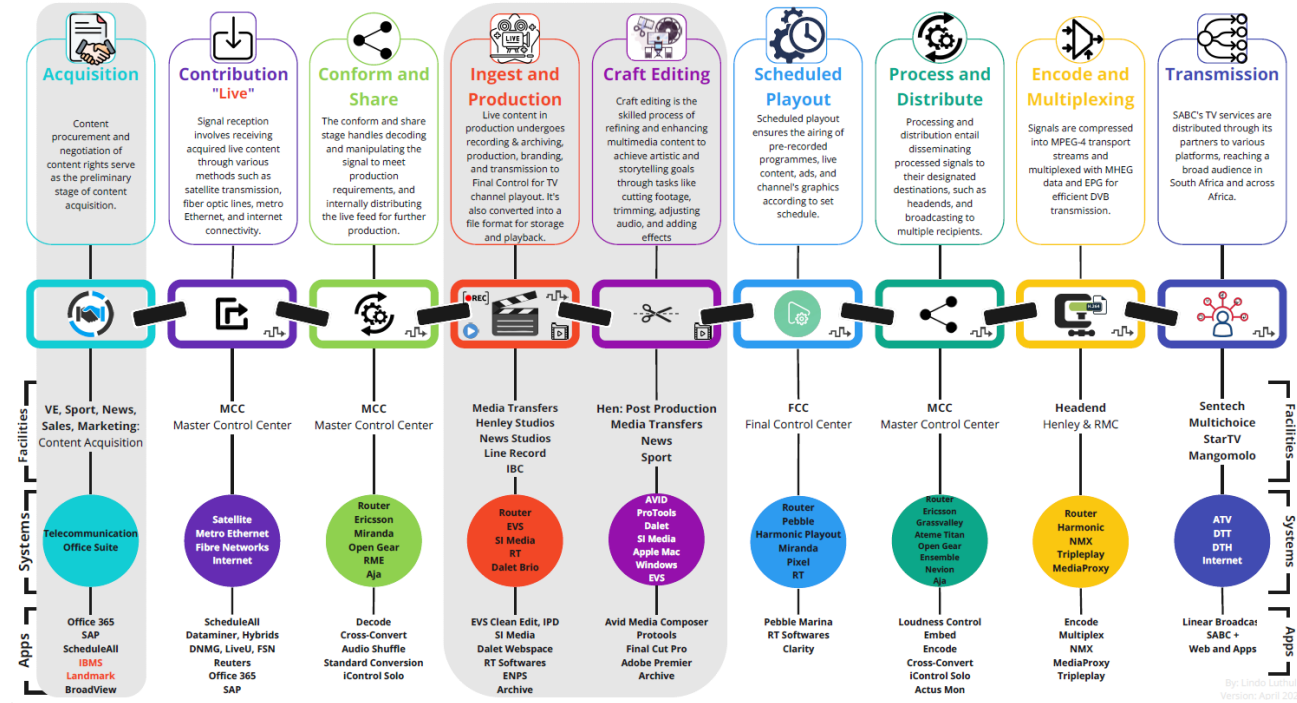 LIVE
Acquisition
Content
procurement and
negotiation of
content rights serve
as the preliminary
stage of content
acquisition.
Contribution
"Live"
Signal reception
involves receiving
acquired live content
through various
methods such as
satellite transmission,
fiber optic lines, metro
Ethernet, and internet
connectivity.
Conform and
Share
The conform and share
stage handles decoding
and manipulating the
signal to meet
production
requirements, and
internally distributing
the live feed for further
production.
Ingest and
Production
Live content in
production undergoes
recording & archiving,
production, branding,
and transmission to
Final Control for TV
channel playout. It's
also converted into a
file format for storage
and playback.
Craft Editing
Craft editing is the
skilled process of
refining and enhancing
multimedia content to
achieve artistic and
storytelling goals
through tasks like
cutting footage,
trimming, adjusting
audio, and adding
effects
Scheduled
Playout
Scheduled playout
ensures the airing of
pre-recorded
programmes, live
content, ads, and
channel's graphics
according to set
schedule.
Process and
Distribute
Processing and
distribution entail
disseminating
processed signals to
their designated
destinations, such as
headends, and
broadcasting to
multiple recipients.
Encode and
Multiplexing
Signals are compressed
into MPEG-4 transport
streams and
multiplexed with MHEG
data and EPG for
efficient DVB
transmission.
Transmission
SABC's TV services are
distributed through its
partners to various
platforms, reaching a
broad audience in
South Africa and across
Africa.
REC
Facilities
VE, Sport, News,
Sales, Marketing:
Content Acquisition
MCC
Master Control Center
MCC
Master Control Center
Media Transfers
Henley Studios
News Studios
Line Record
IBC
Hen: Post Production
Media Transfers
News
Sport
FCC
Final Control Center
MCC
Master Control Center
Headend
Henley & RMC
Sentech
Multichoice
StarTV
Mangomolo
Facilities
Systems
Telecommunication
Office Suite
Satellite
Metro Ethernet
Fibre Networks
Internet
Router
Ericsson
Miranda
Open Gear
RME
Aja
Router
EVS
SI Media
RT
Dalet Brio
AVID
ProTools
Dalet
SI Media
Apple Mac
Windows
EVS
Router
Pebble
Harmonic Playout
Miranda
Pixel
RT
Router
Ericsson
Grassvalley
Ateme Titan
Open Gear
Ensemble
Nevion
Aja
Router
Harmonic
NMX
Tripleplay
MediaProxy
ATV
DTT
DTH
Internet
Systems
Apps
Office 365
SAP
ScheduleAll
IBMS
Landmark
BroadView
ScheduleAll
Dataminer, Hybrids
DNMG, LiveU, FSN
Reuters
Office 365
SAP
Decode
Cross-Convert
Audio Shuffle
Standard Conversion
iControl Solo
EVS Clean Edit, IPD
SI Media
Dalet Webspace
RT Softwares
ENPS
Archive
Avid Media Composer
Protools
Final Cut Pro
Adobe Premier
Archive
Pebble Marina
RT Softwares
Clarity
Loudness Control
Embed
Encode
Cross-Convert
iControl Solo
Actus Mon
Encode
Multiplex
NMX
MediaProxy
Tripleplay
Linear Broadcas
SABC +
Web and Apps
Apps
By: Lindo
Version: April